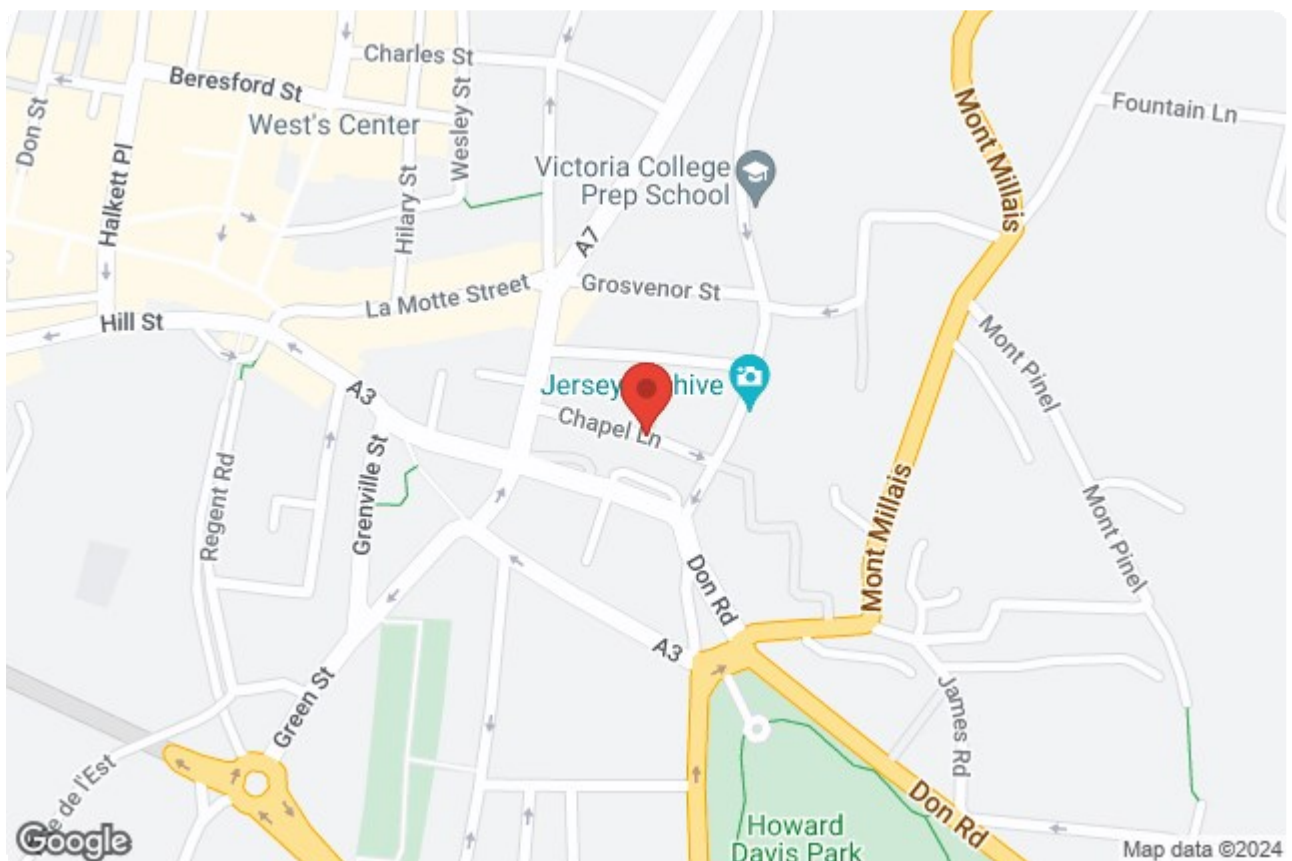 Charles St
Beresford St
West's Center
Don St
Halkett Pl
Wesley St
Hilary St
Victoria College
Prep School
A7
Mont Millais
Fountain Ln
La Motte Street
Grosvenor St
Hill St
Mont Pinel
Jersey
Chapel Ln
A3
Grenville St
Regent Rd
Mont Millais
Mont Pinel
Don Rd
A3
Green St
James Rd
de l'Est
Don Rd
Howard
Davis Park
Google
Map data ©2024